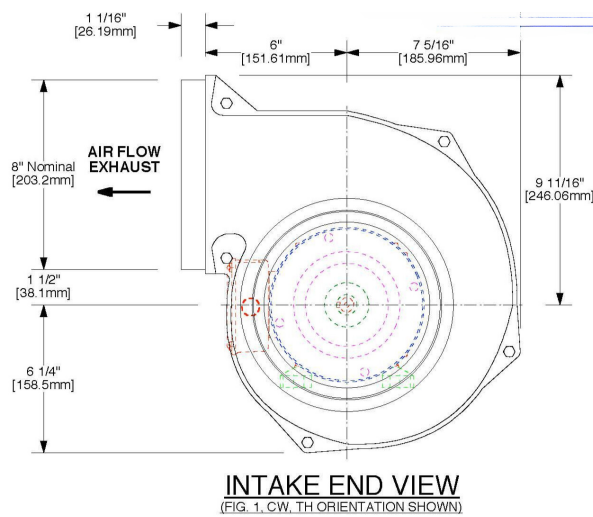 1 1/16"
[26.19mm]
6"
[151.61mm]
7 5/16"
[185.96mm]
8" Nominal
[203.2mm]
AIR FLOW
EXHAUST
9 11/16"
[246.06mm]
1 1/2"
[38.1mm]
6 1/4"
[158.5mm]
INTAKE END VIEW
(FIG. 1, CW, TH ORIENTATION SHOWN)